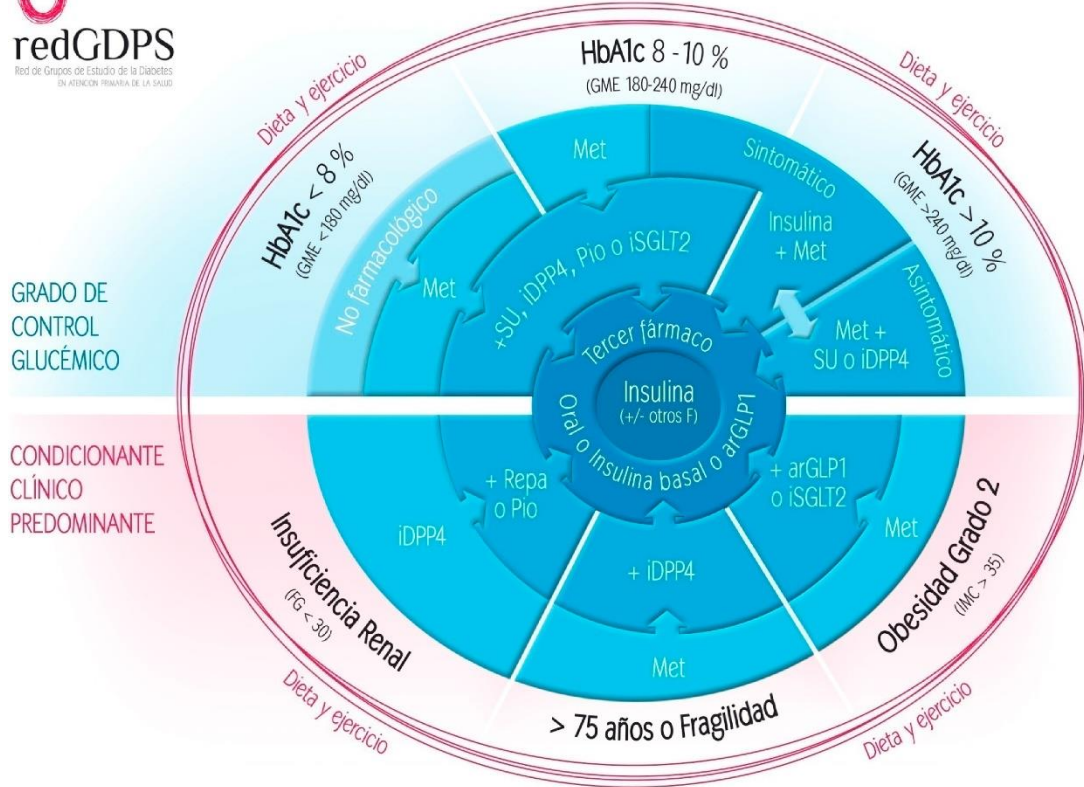 redGDPS
Red de Grupos de Estudio de la Diabetes
EN ATENCIÓN PRIMARIA DE LA SALUD
GRADO DE
CONTROL
GLUCÉMICO
Dieta y ejercicio
HbA1c < 8 %
(GME <180 mg/dl)
HbA1c 8 -10 %
(GME 180-240 mg/dl)
Dieta y ejercicio
HbA1c >10 %
(GME >240 mg/dl)
No farmacológico
Met
Met
+SU, iDPP4, Pio o iSGLT2
Sintomático
Insulina
+ Met
Asintomático
Met +
SU o iDPP4
Tercer fármaco
Oral o Insulina basal o arGLP1
Insulina
(+/- otros F)
CONDICIONANTE
CLÍNICO
PREDOMINANTE
Insuficiencia Renal
(FG < 30)
iDPP4
+ Repa
o Pio
> 75 años o Fragilidad
Met
+ iDPP4
Obesidad Grado 2
(IMC > 35)
Met
+ arGLP1
o iSGLT2
Dieta y ejercicio
Dieta y ejercicio